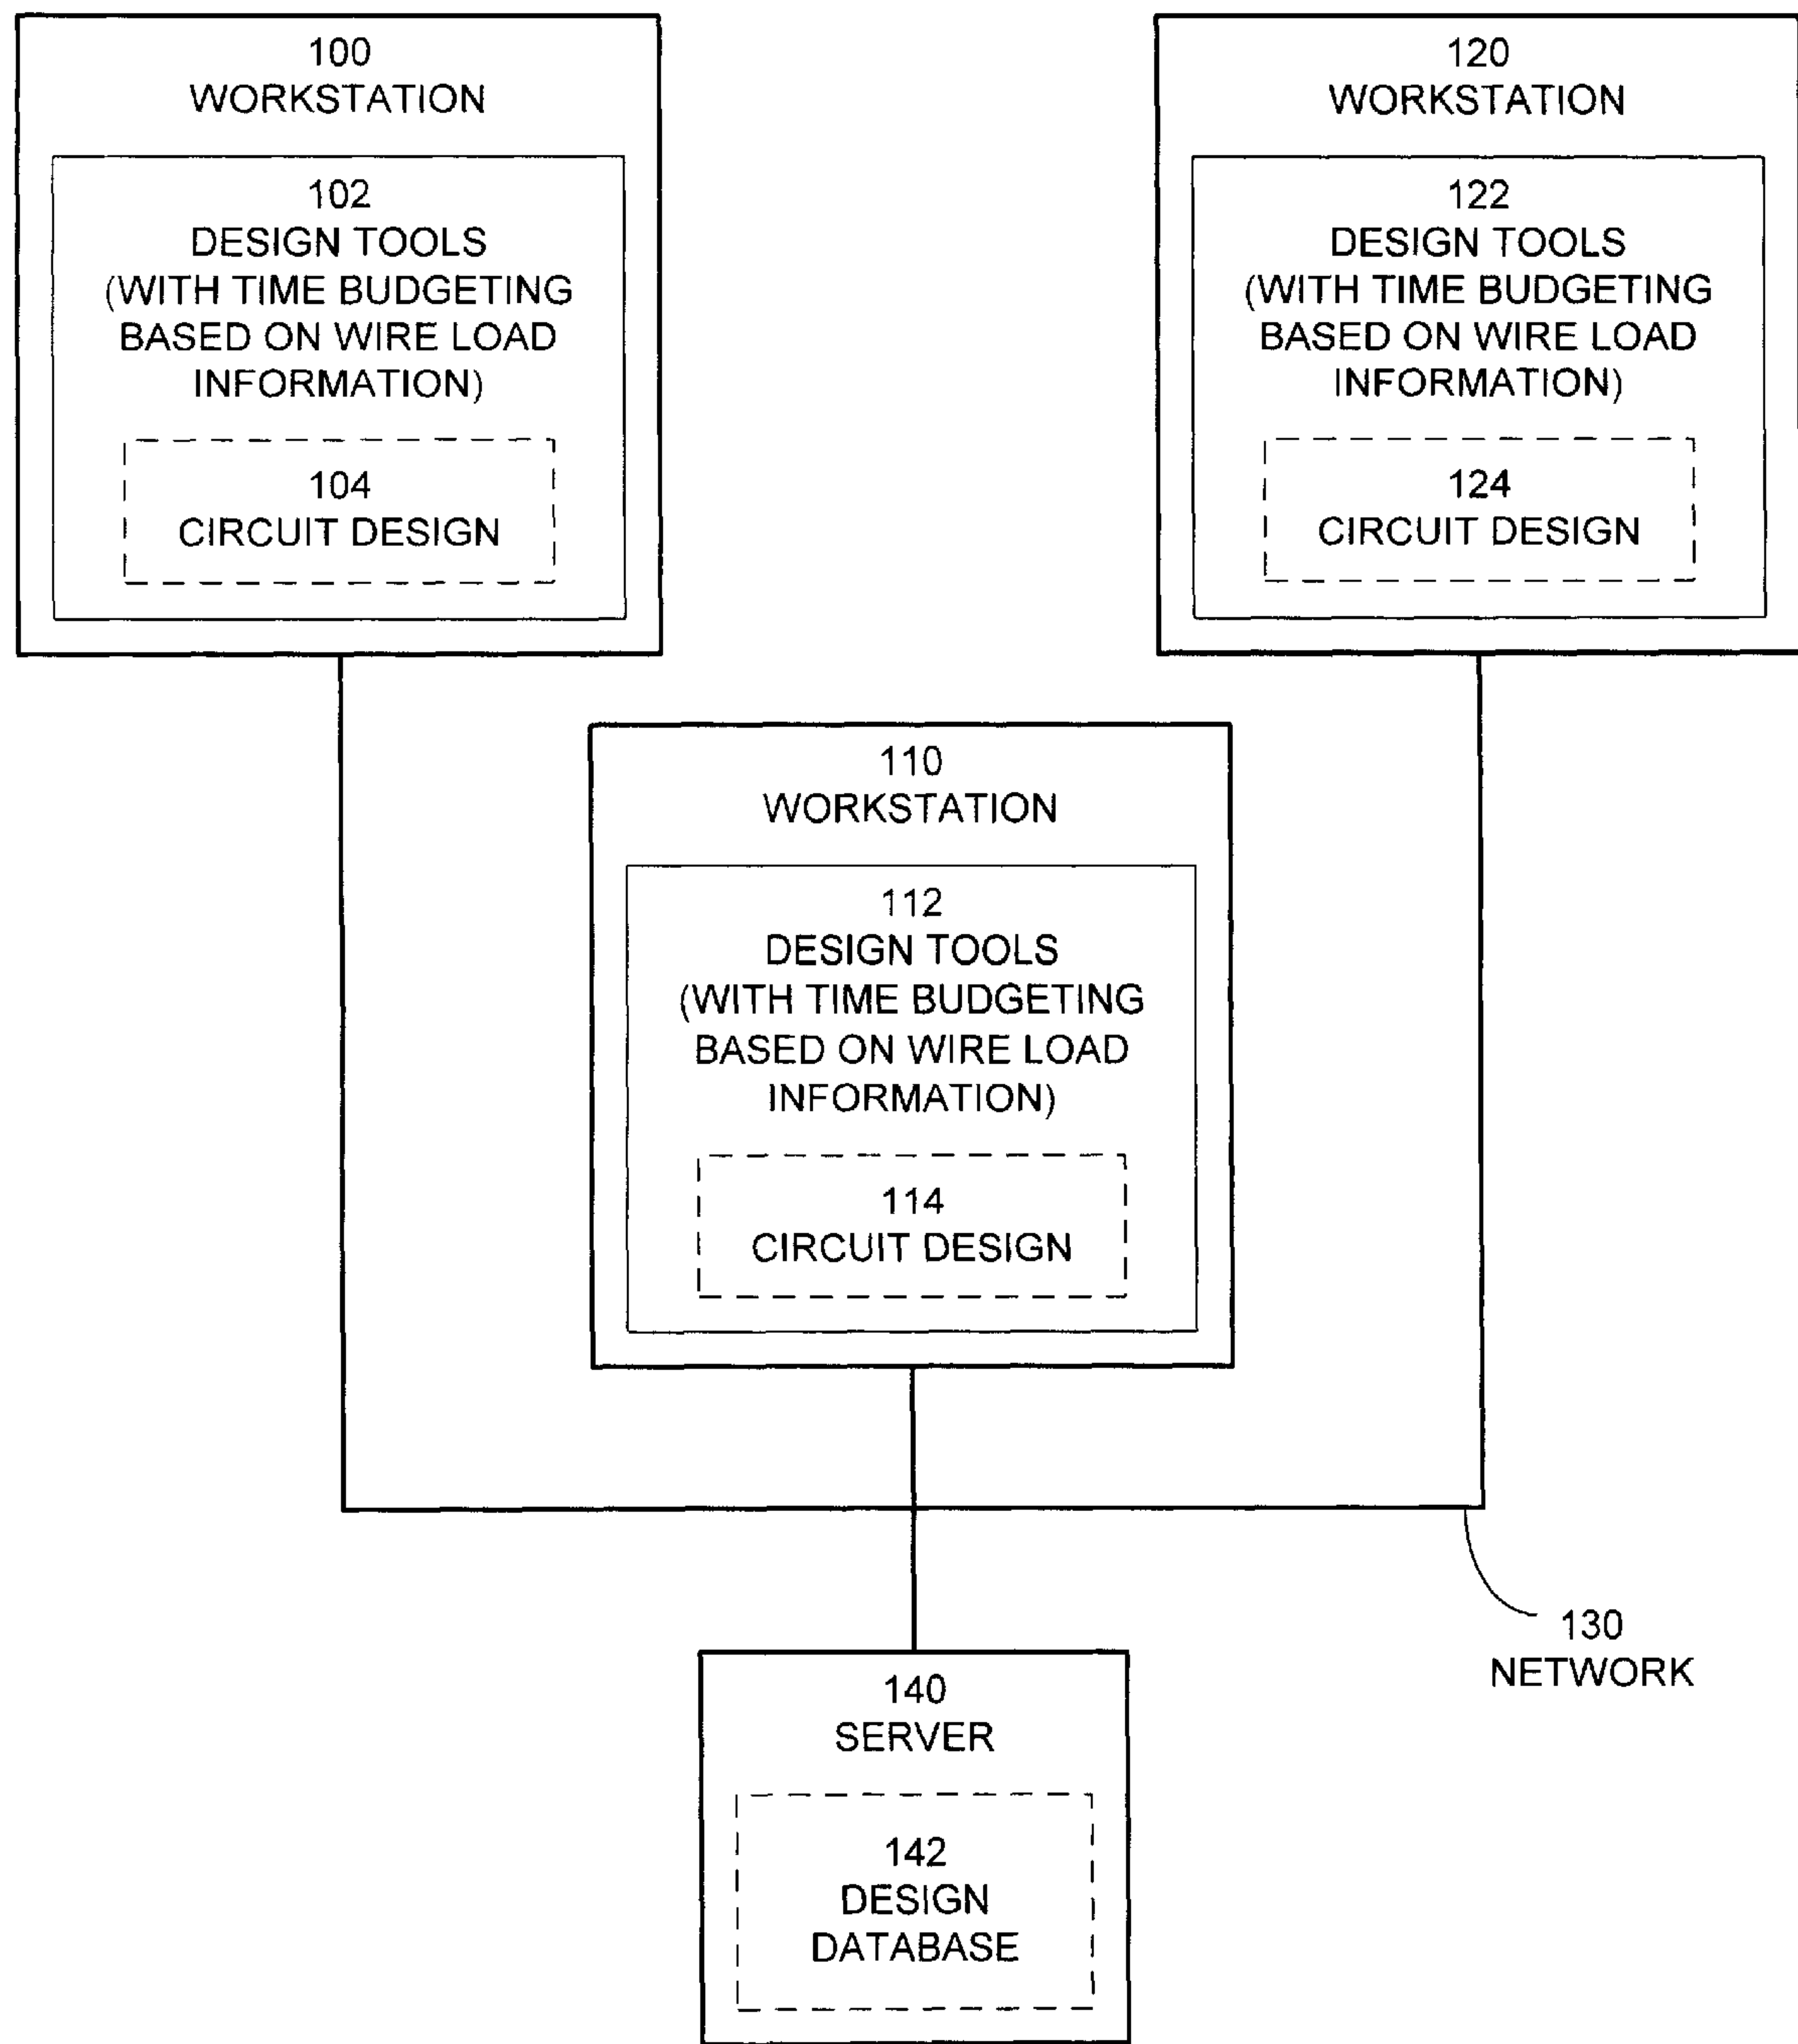 100
WORKSTATION
102
DESIGN TOOLS
(WITH TIME BUDGETING
BASED ON WIRE LOAD
INFORMATION)
104
CIRCUIT DESIGN
120
WORKSTATION
122
DESIGN TOOLS
(WITH TIME BUDGETING
BASED ON WIRE LOAD
INFORMATION)
124
CIRCUIT DESIGN
110
WORKSTATION
112
DESIGN TOOLS
(WITH TIME BUDGETING
BASED ON WIRE LOAD
INFORMATION)
114
CIRCUIT DESIGN
130
NETWORK
140
SERVER
142
DESIGN
DATABASE